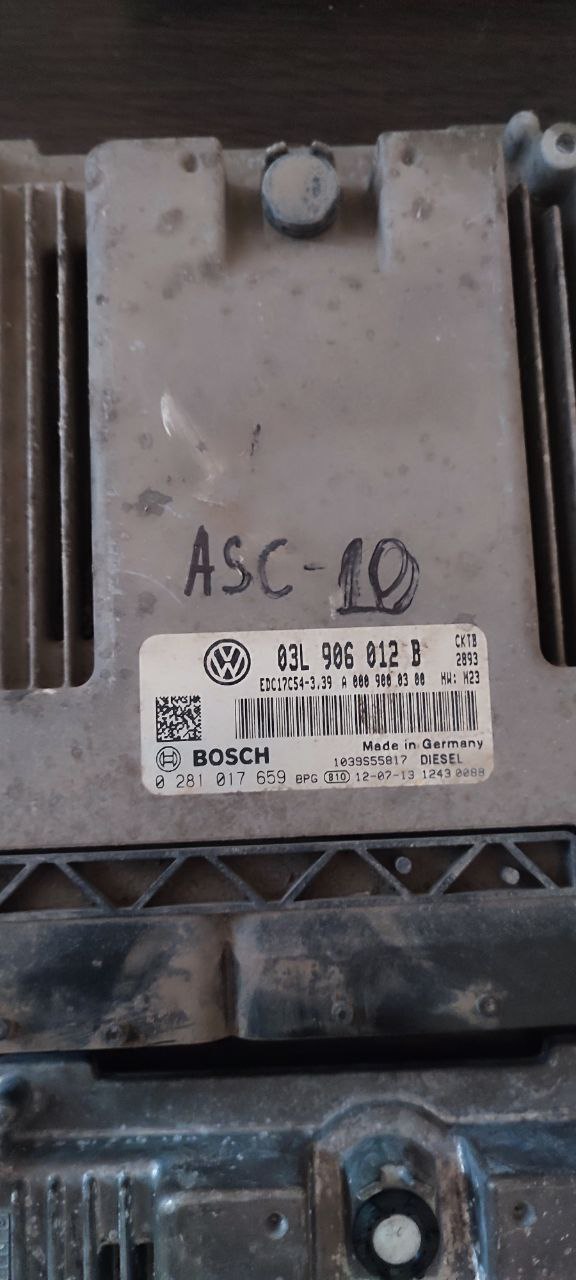 ASC-10
03L 906 012 B
CKTB
2893
EDC17C54-3.39 A 000 900 03 00 HW: H23
BOSCH
Made in Germany
1039S55817 DIESEL
0 281 017 659 BPG 810 12-07-13 1243 0088